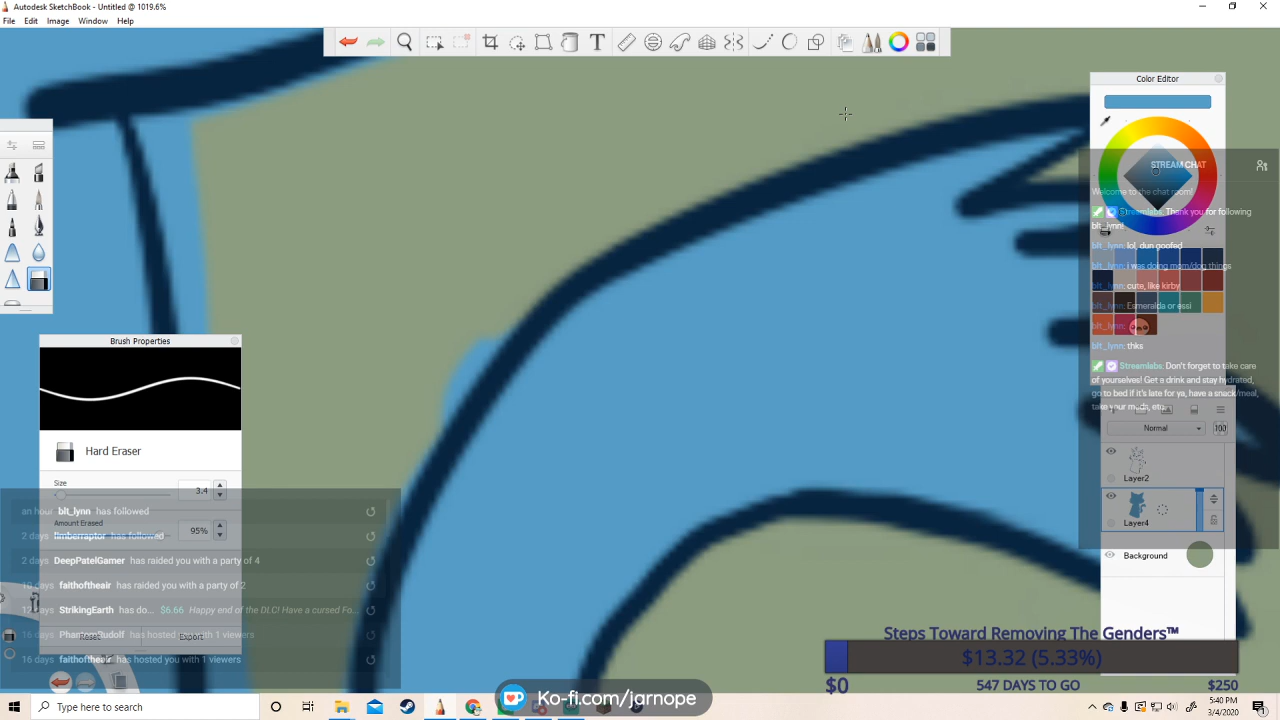 Autodesk SketchBook - Untitled @ 1019.6%
File Edit Image Window Help
Color Editor
STREAM CHAT
Welcome to the chat room!
Streamlabs: Thank you for following
blt_lynn!
blt_lynn: lol, dun goofed
blt_lynn: i was doing mom/dog things
blt_lynn: cute, like kirby
blt_lynn: Esmeralda or essi
blt_lynn:
blt_lynn: thks
Streamlabs: Don't forget to take care
of yourselves! Get a drink and stay hydrated,
go to bed if it's late for ya, have a snack/meal,
take your meds, etc.
Normal
100
Layer2
Layer4
Background
Brush Properties
Hard Eraser
Size
3.4
Amount Erased
95%
Reset
Export
an hour blt_lynn has followed
2 days limberraptor has followed
2 days DeepPatelGamer has raided you with a party of 4
10 days faithoftheair has raided you with a party of 2
12 days StrikingEarth has do... $6.66 Happy end of the DLC! Have a cursed Fo...
16 days PhantomRudolf has hosted you with 1 viewers
16 days faithoftheair has hosted you with 1 viewers
Steps Toward Removing The Genders™
$13.32 (5.33%)
$0 547 DAYS TO GO $250
Ko-fi.com/jarnope
Type here to search
5:40 PM
3/4/2020